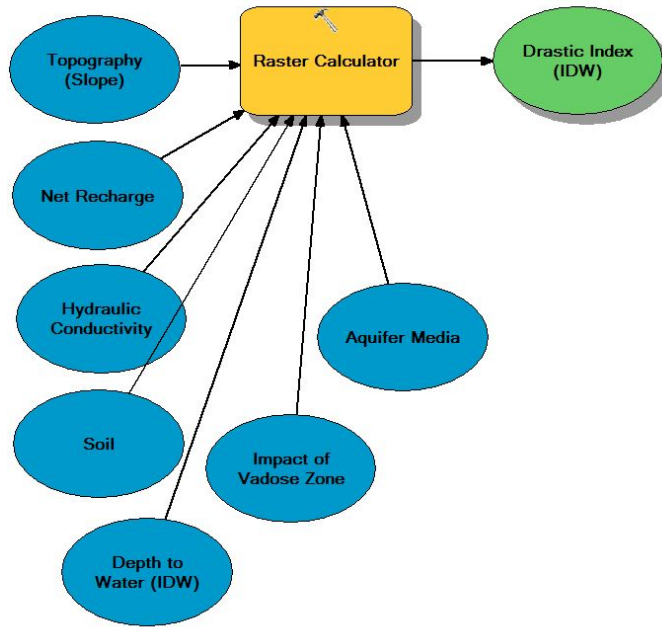 Topography
(Slope)
Raster Calculator
Drastic Index
(IDW)
Net Recharge
Hydraulic
Conductivity
Aquifer Media
Soil
Impact of
Vadose Zone
Depth to
Water (IDW)